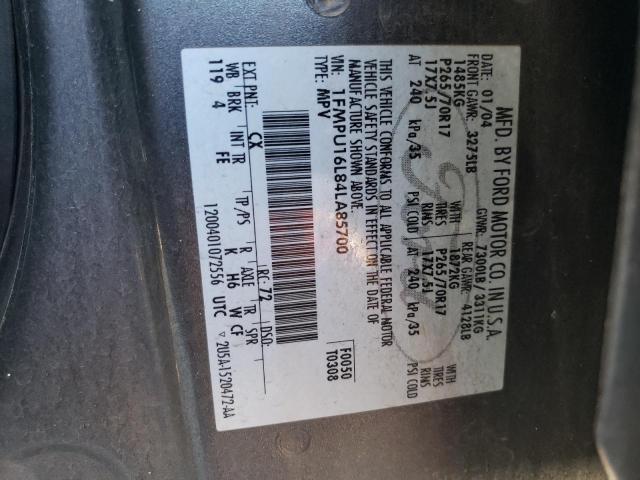 MFD. BY FORD MOTOR CO. IN U.S.A.
DATE: 01/04 GVWR: 7300LB/3311KG
FRONT GAWR: 3275LB REAR GAWR: 4128LB
1485KG WITH 1872KG WITH
P265/70R17 TIRES P265/70R17 TIRES
17X7.5J RIMS 17X7.5J RIMS
AT 240 kPa/35 PSI COLD AT 240 kPa/35 PSI COLD
THIS VEHICLE CONFORMS TO ALL APPLICABLE FEDERAL MOTOR
VEHICLE SAFETY STANDARDS IN EFFECT ON THE DATE OF
MANUFACTURE SHOWN ABOVE.
VIN: 1FMPU16L84LA85700 F0050
TYPE: MPV T0308
EXT PNT: CX RC: 72 DSO:
WB BRK INT TR TP/PS R AXLE TR SPR
119 4 FE K H6 W CF
1200401072556 UTC ▽ 2U5A-1520472-AA